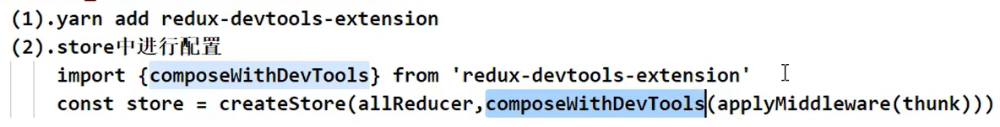 (1).yarn add redux-devtools-extension
(2).store中进行配置
import {composeWithDevTools} from 'redux-devtools-extension'
const store = createStore(allReducer,composeWithDevTools(applyMiddleware(thunk)))